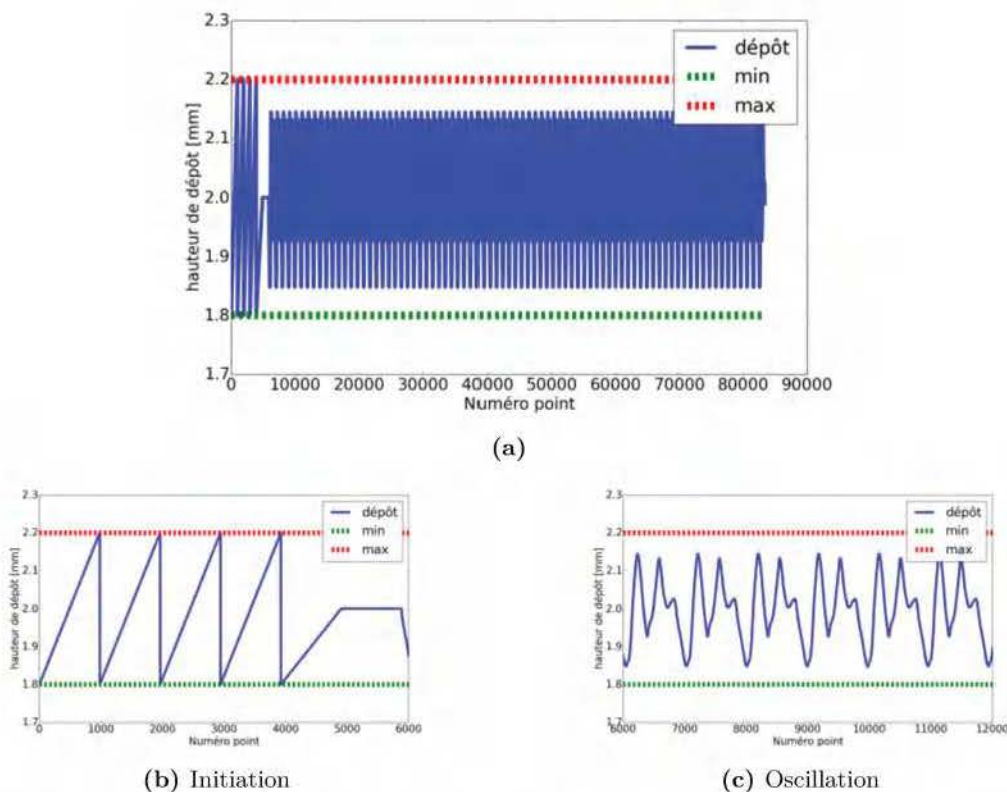 2.3
2.2
2.1
2.0
1.9
1.8
1.7
hauteur de dépôt [mm]
dépôt
min
max
0 10000 20000 30000 40000 50000 60000 70000 80000 90000
Numéro point
(a)
2.3
2.2
2.1
2.0
1.9
1.8
1.7
hauteur de dépôt [mm]
dépôt
min
max
0 1000 2000 3000 4000 5000 6000
Numéro point
(b) Initiation
2.3
2.2
2.1
2.0
1.9
1.8
1.7
hauteur de dépôt [mm]
dépôt
min
max
6000 7000 8000 9000 10000 11000 12000
Numéro point
(c) Oscillation